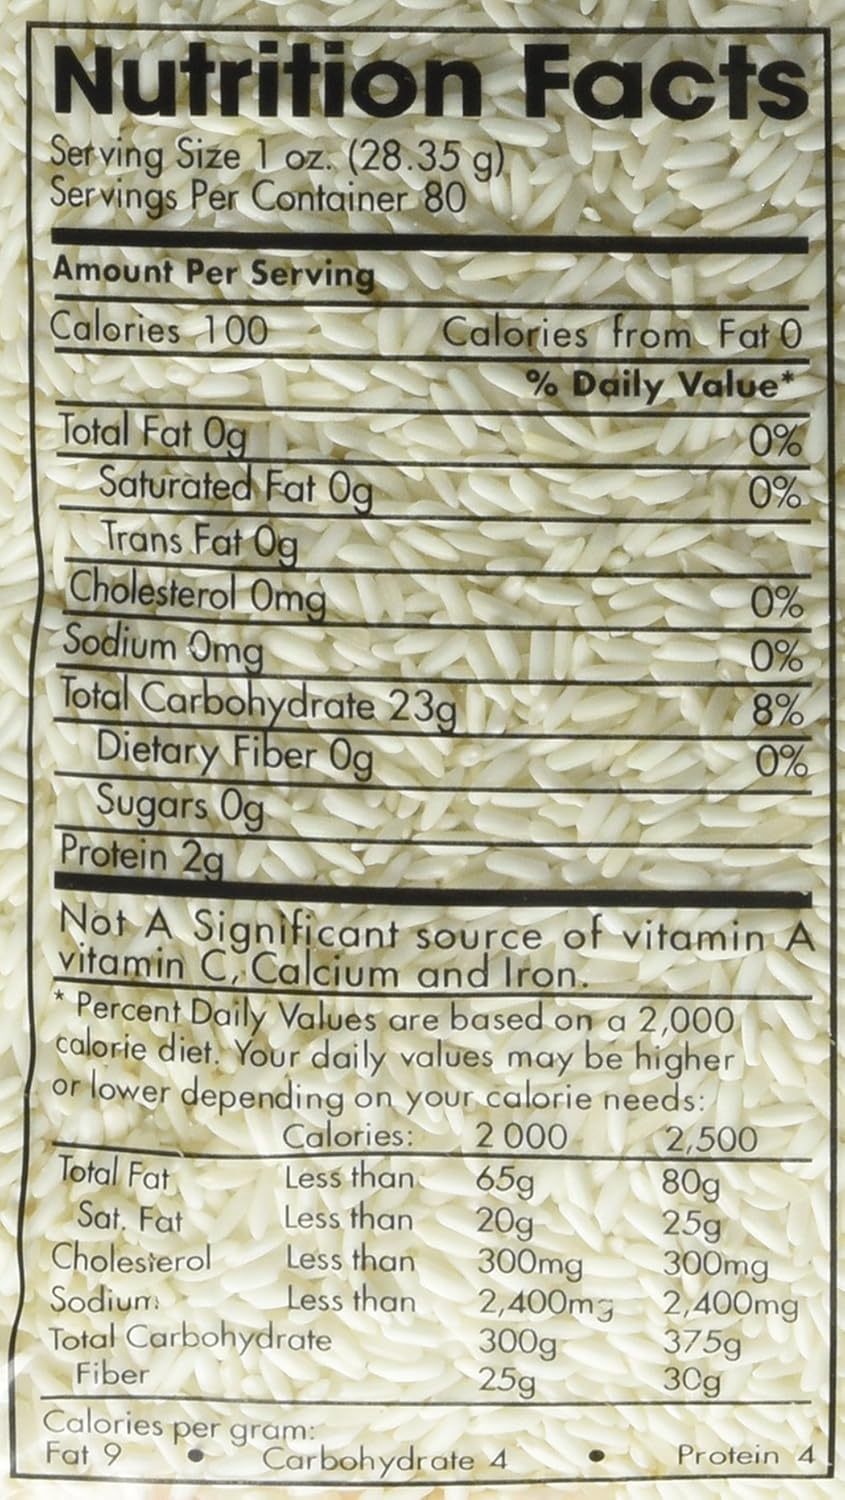 Nutrition Facts
Serving Size 1 oz. (28.35 g)
Servings Per Container 80
Amount Per Serving
Calories 100 Calories from Fat 0
% Daily Value*
Total Fat 0g 0%
Saturated Fat 0g 0%
Trans Fat 0g
Cholesterol 0mg 0%
Sodium 0mg 0%
Total Carbohydrate 23g 8%
Dietary Fiber 0g 0%
Sugars 0g
Protein 2g
Not A Significant source of vitamin A
vitamin C, Calcium and Iron.
* Percent Daily Values are based on a 2,000
calorie diet. Your daily values may be higher
or lower depending on your calorie needs:
Calories: 2 000 2,500
Total Fat Less than 65g 80g
Sat. Fat Less than 20g 25g
Cholesterol Less than 300mg 300mg
Sodium Less than 2,400mg 2,400mg
Total Carbohydrate 300g 375g
Fiber 25g 30g
Calories per gram:
Fat 9 • Carbohydrate 4 • Protein 4